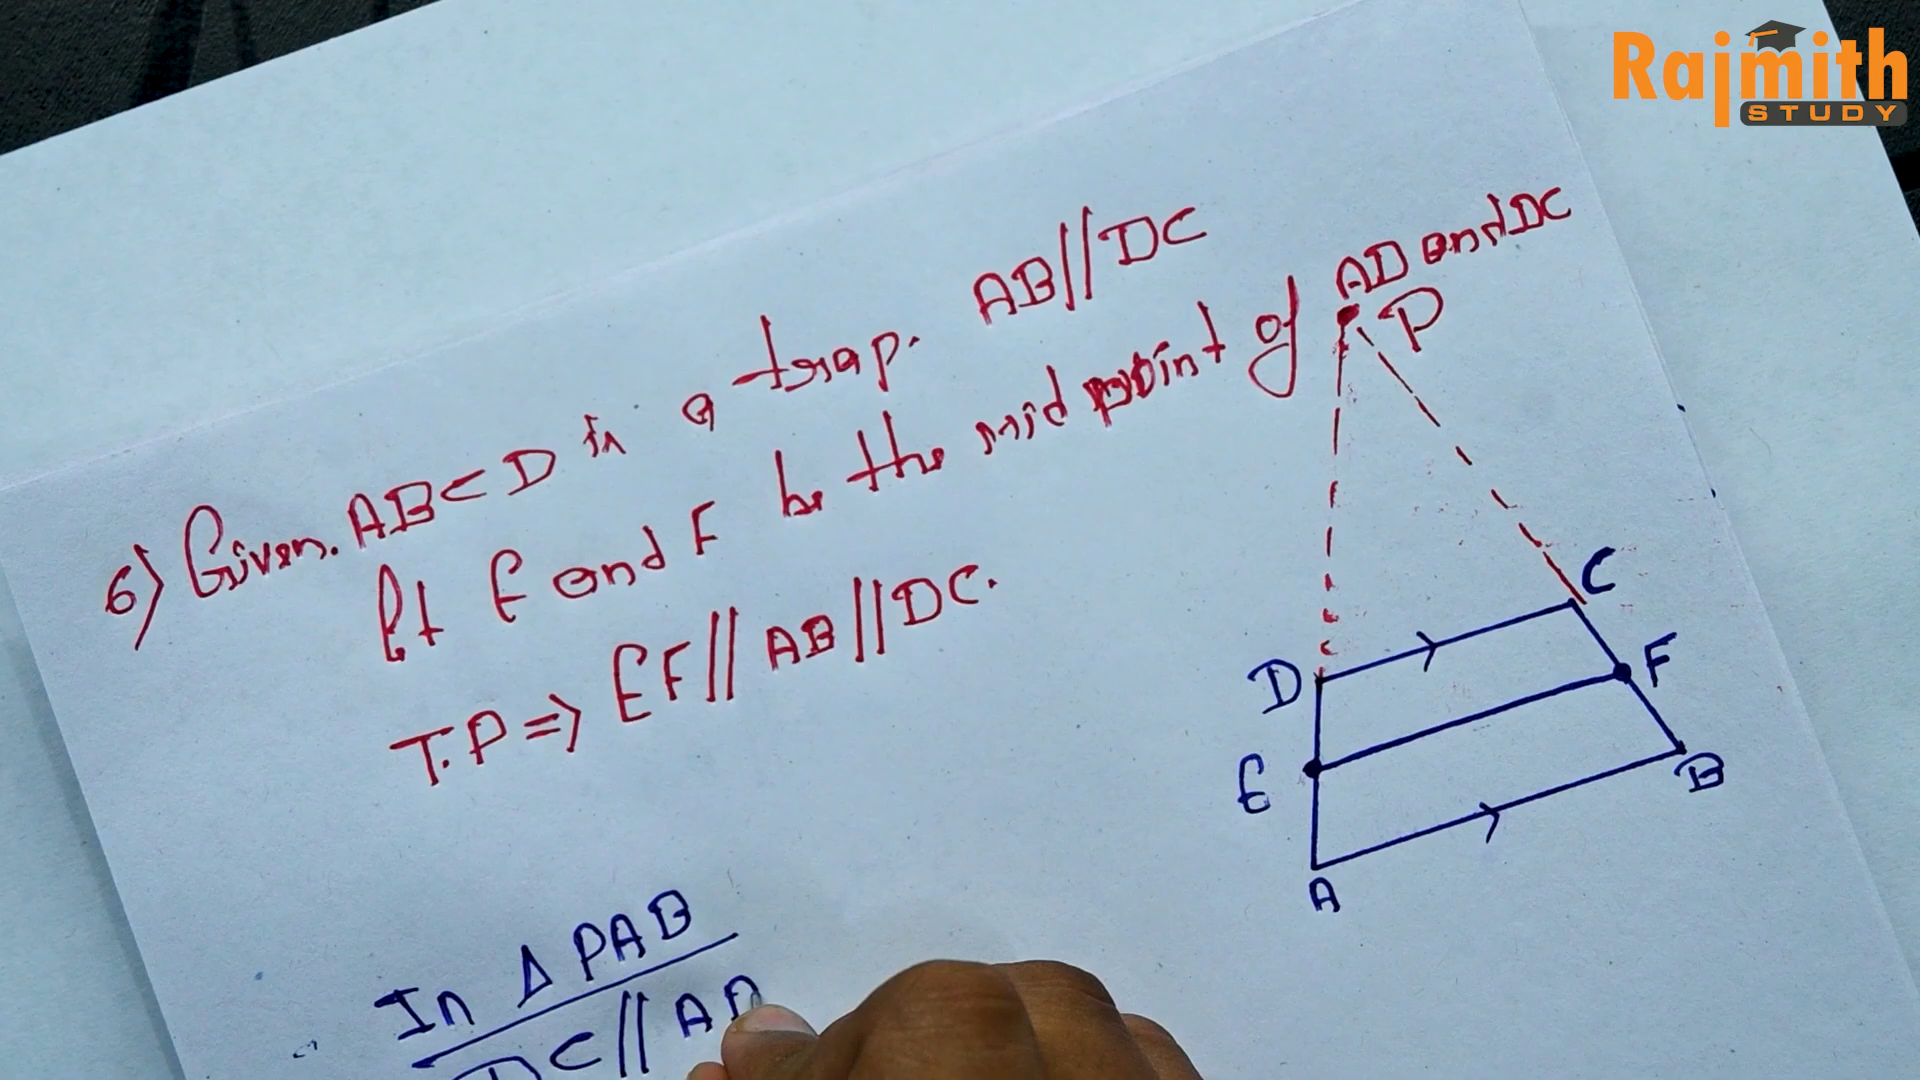 Rajmith
STUDY
6) Given. ABCD is a trap. AB//DC
let E and F be the mid point of AD and DC
T.P => EF // AB // DC.
P
C
D
F
E
B
A
In Δ PAB
DC // AB